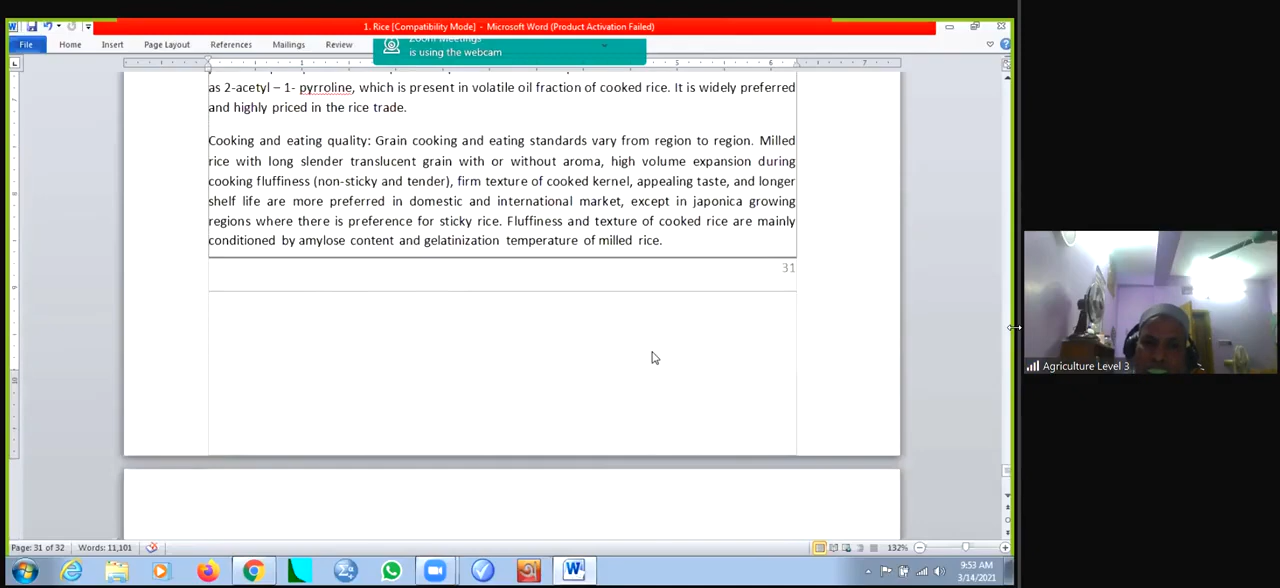 1. Rice [Compatibility Mode] - Microsoft Word (Product Activation Failed)
File Home Insert Page Layout References Mailings Review
Zoom Meetings
is using the webcam
1 5 6 7
as 2-acetyl – 1- pyrroline, which is present in volatile oil fraction of cooked rice. It is widely preferred
and highly priced in the rice trade.
Cooking and eating quality: Grain cooking and eating standards vary from region to region. Milled
rice with long slender translucent grain with or without aroma, high volume expansion during
cooking fluffiness (non-sticky and tender), firm texture of cooked kernel, appealing taste, and longer
shelf life are more preferred in domestic and international market, except in japonica growing
regions where there is preference for sticky rice. Fluffiness and texture of cooked rice are mainly
conditioned by amylose content and gelatinization temperature of milled rice.
31
Agriculture Level 3
Page: 31 of 32 Words: 11,101 132%
9:53 AM
3/14/2021